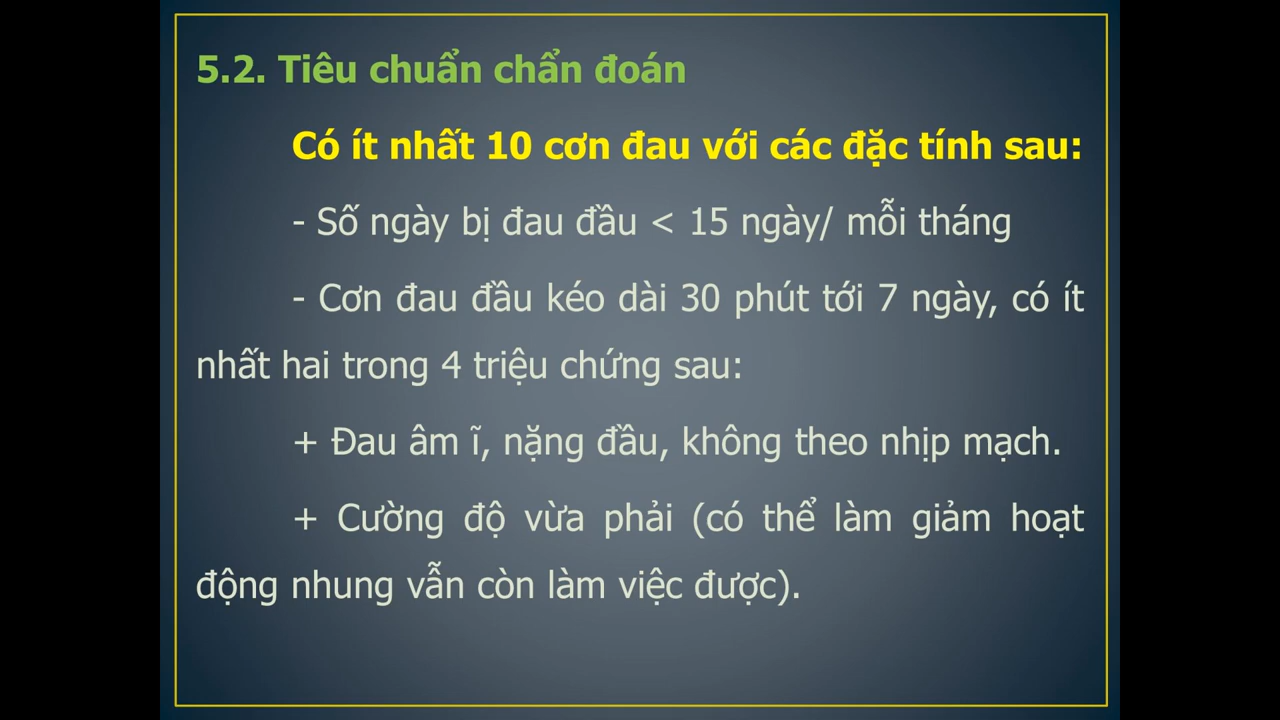 5.2. Tiêu chuẩn chẩn đoán
Có ít nhất 10 cơn đau với các đặc tính sau:
- Số ngày bị đau đầu < 15 ngày/ mỗi tháng
- Cơn đau đầu kéo dài 30 phút tới 7 ngày, có ít
nhất hai trong 4 triệu chứng sau:
+ Đau âm ĩ, nặng đầu, không theo nhịp mạch.
+ Cường độ vừa phải (có thể làm giảm hoạt
động nhung vẫn còn làm việc được).